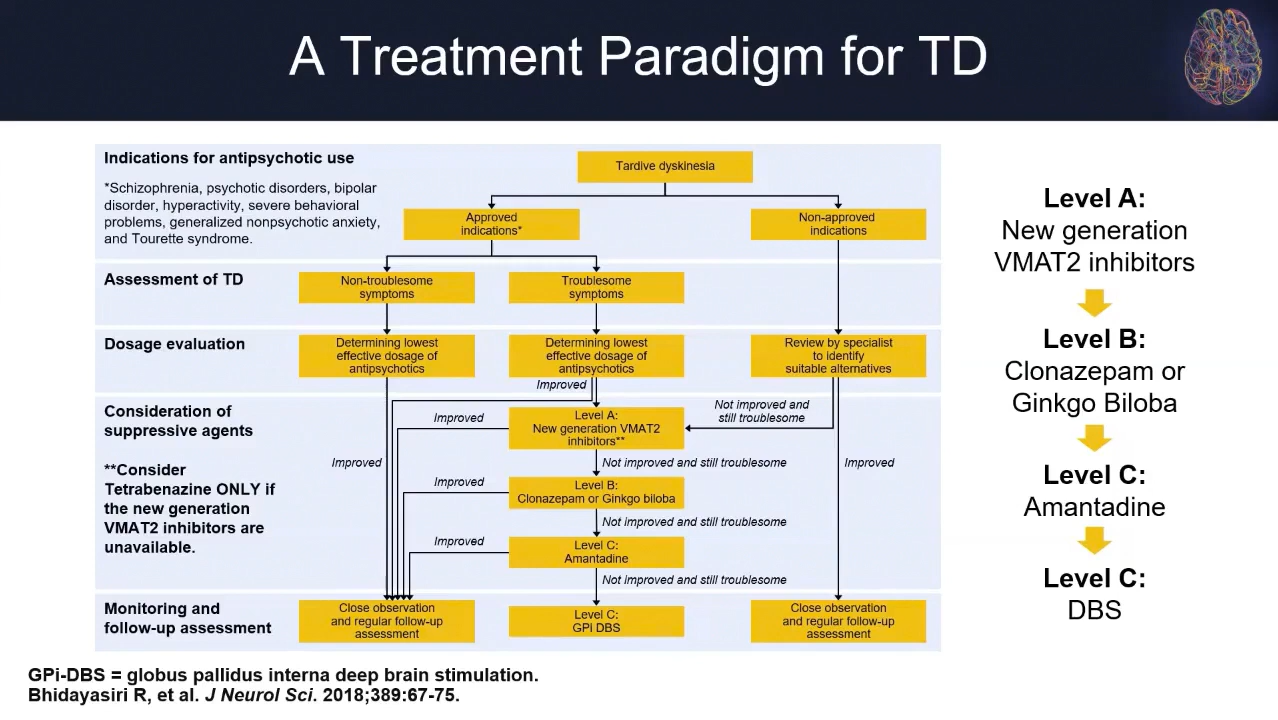 A Treatment Paradigm for TD
Indications for antipsychotic use
*Schizophrenia, psychotic disorders, bipolar
disorder, hyperactivity, severe behavioral
problems, generalized nonpsychotic anxiety,
and Tourette syndrome.
Tardive dyskinesia
Approved
indications*
Non-approved
indications
Assessment of TD
Non-troublesome
symptoms
Troublesome
symptoms
Dosage evaluation
Determining lowest
effective dosage of
antipsychotics
Determining lowest
effective dosage of
antipsychotics
Review by specialist
to identify
suitable alternatives
Improved
Consideration of
suppressive agents
**Consider
Tetrabenazine ONLY if
the new generation
VMAT2 inhibitors are
unavailable.
Improved
Improved
Level A:
New generation VMAT2
inhibitors**
Not improved and
still troublesome
Not improved and still troublesome
Improved
Improved
Level B:
Clonazepam or Ginkgo biloba
Not improved and still troublesome
Improved
Level C:
Amantadine
Not improved and still troublesome
Monitoring and
follow-up assessment
Close observation
and regular follow-up
assessment
Level C:
GPI DBS
Close observation
and regular follow-up
assessment
Level A:
New generation
VMAT2 inhibitors
Level B:
Clonazepam or
Ginkgo Biloba
Level C:
Amantadine
Level C:
DBS
GPi-DBS = globus pallidus interna deep brain stimulation.
Bhidayasiri R, et al. J Neurol Sci. 2018;389:67-75.